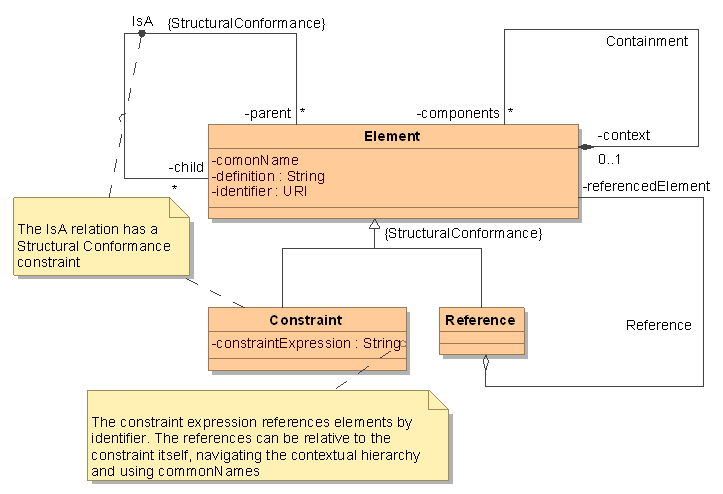 IsA
{StructuralConformance}
Containment
-parent
*
-components
*
Element
-context
0..1
-comonName
-definition : String
-identifier : URI
-child
*
-referencedElement
The IsA relation has a
Structural Conformance
constraint
{StructuralConformance}
Constraint
-constraintExpression : String
Reference
Reference
The constraint expression references elements by
identifier. The references can be relative to the
constraint itself, navigating the contextual hierarchy
and using commonNames